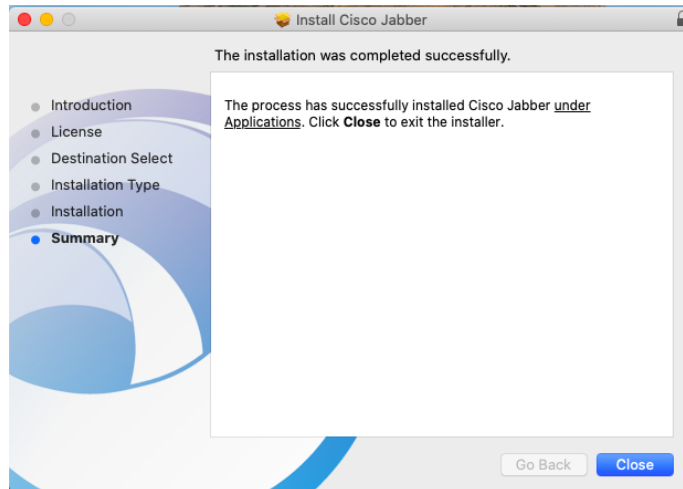 Install Cisco Jabber
The installation was completed successfully.
Introduction
License
Destination Select
Installation Type
Installation
Summary
The process has successfully installed Cisco Jabber under
Applications. Click Close to exit the installer.
Go Back
Close